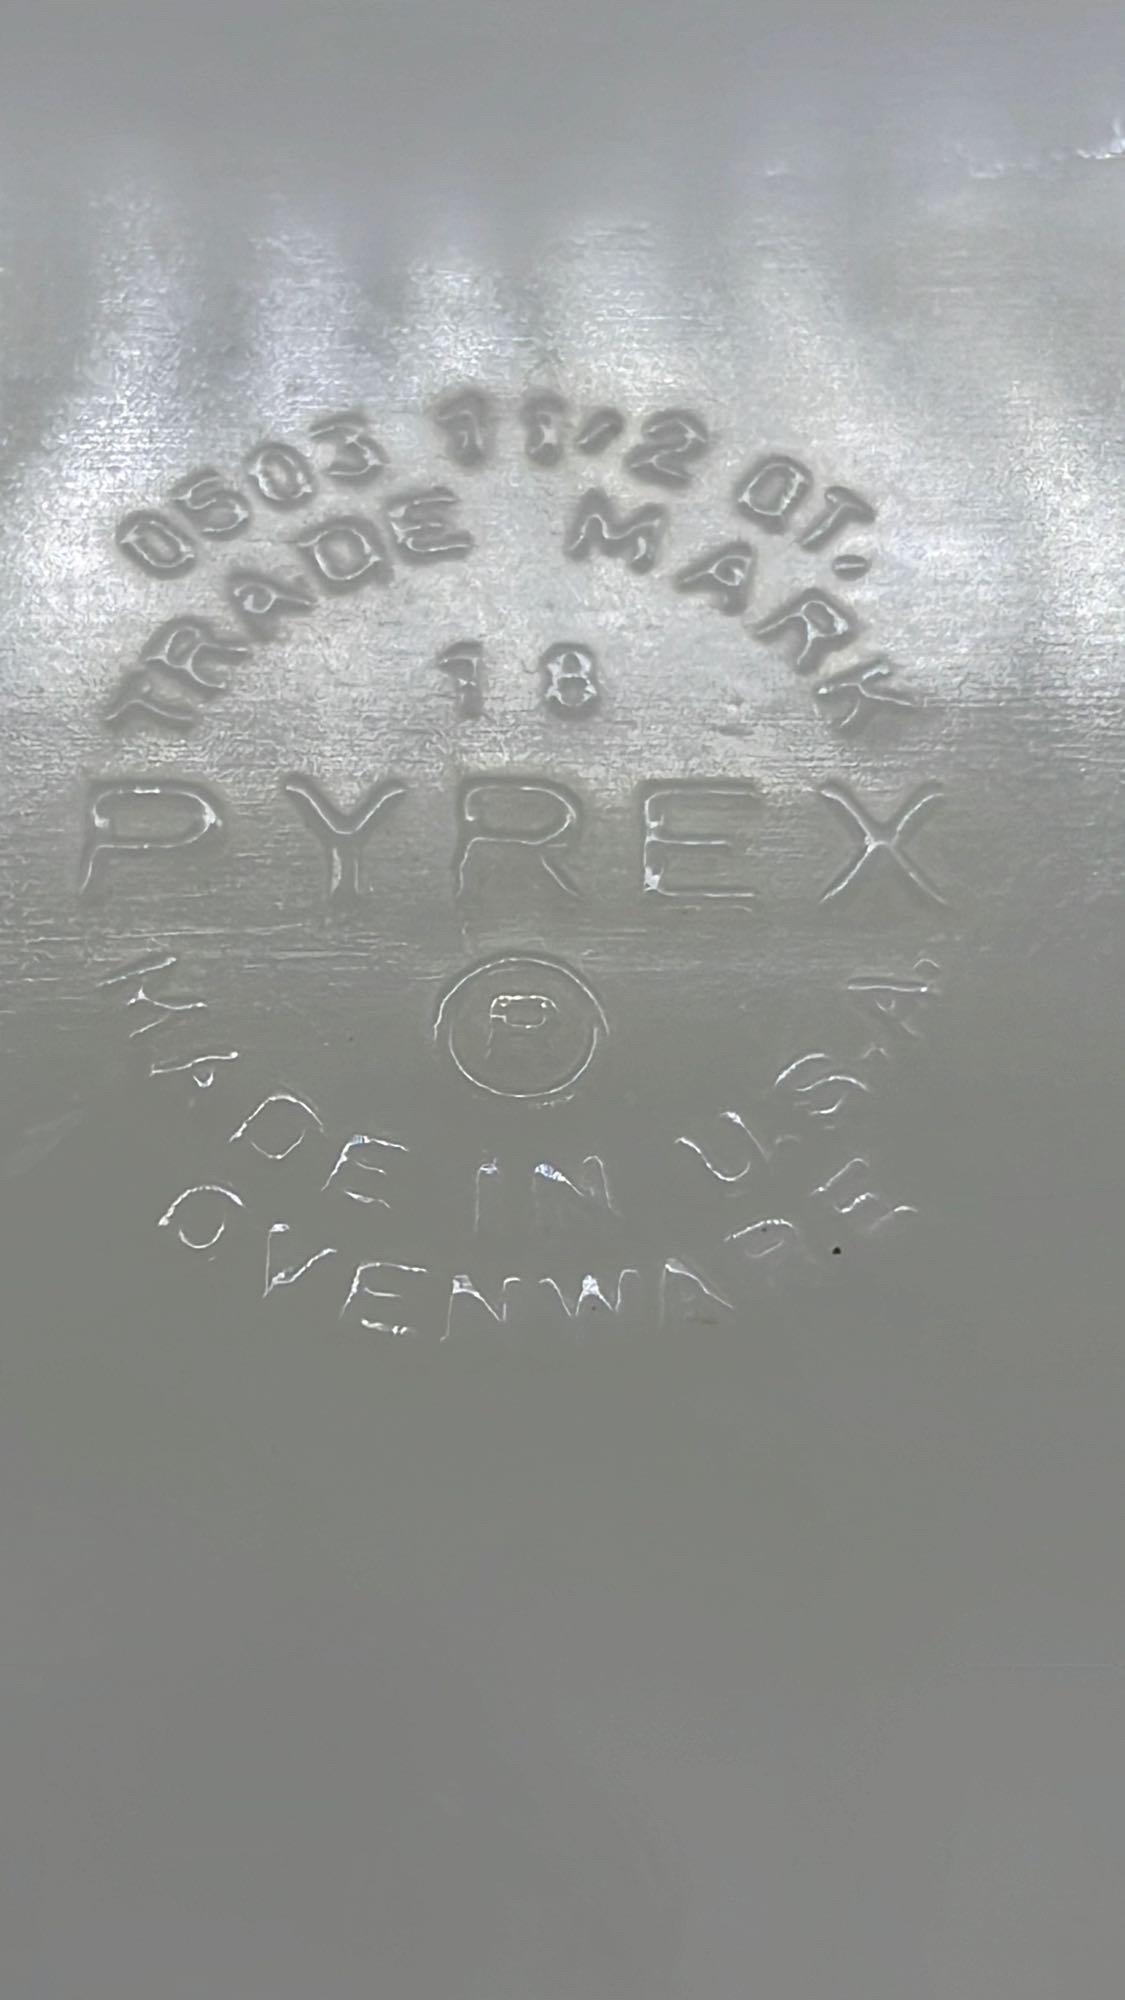 0503 1 1/2 QT.
TRADE MARK
18
PYREX
®
MADE IN U.S.A.
OVENWARE